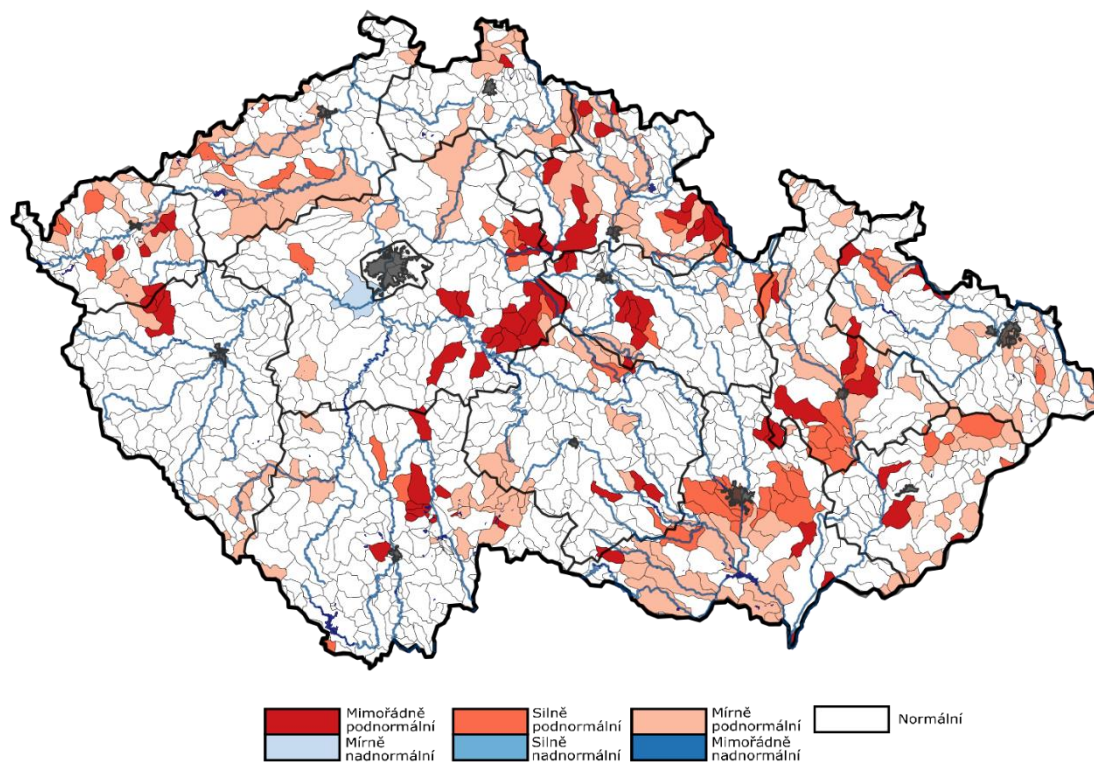 Mimořádně
podnormální
Silně
podnormální
Mírně
podnormální
Normální
Mírně
nadnormální
Silně
nadnormální
Mimořádně
nadnormální